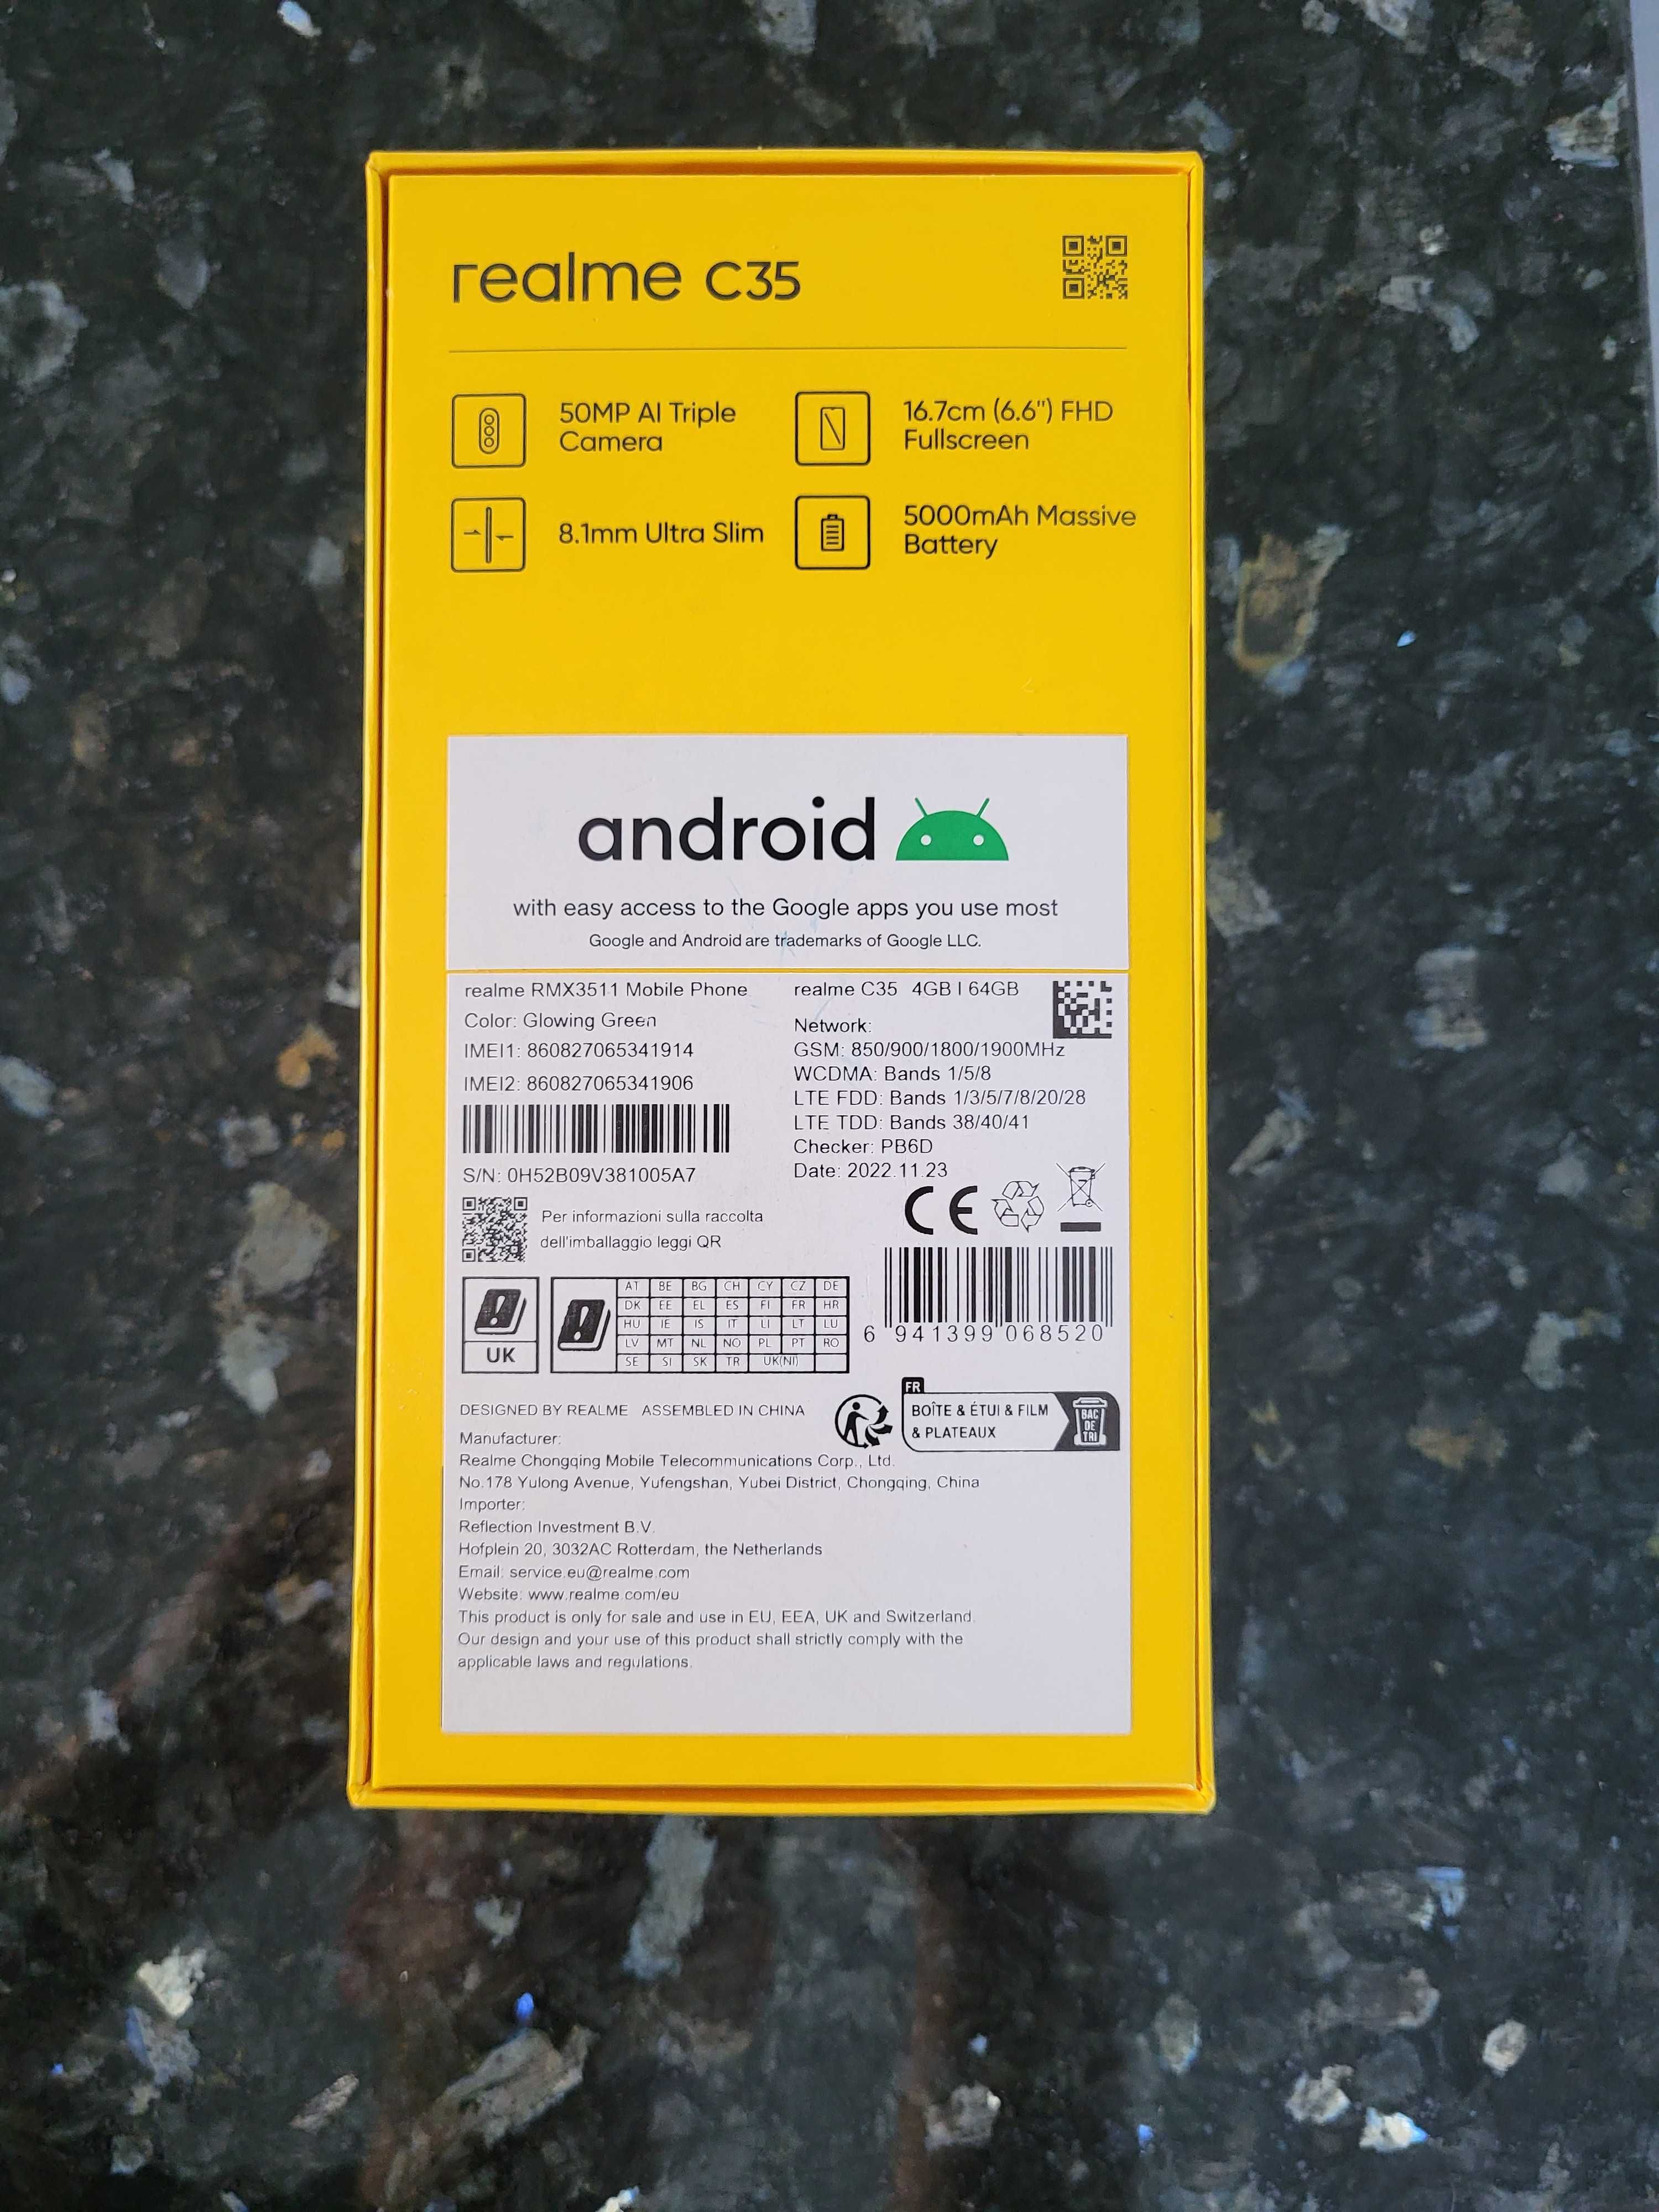 realme C35
50MP AI Triple
Camera
16.7cm (6.6") FHD
Fullscreen
8.1mm Ultra Slim
5000mAh Massive
Battery
android
with easy access to the Google apps you use most
Google and Android are trademarks of Google LLC.
realme RMX3511 Mobile Phone
Color: Glowing Green
IMEI1: 860827065341914
IMEI2: 860827065341906
S/N: 0H52B09V381005A7
realme C35 4GB | 64GB
Network:
GSM: 850/900/1800/1900MHz
WCDMA: Bands 1/5/8
LTE FDD: Bands 1/3/5/7/8/20/28
LTE TDD: Bands 38/40/41
Checker: PB6D
Date: 2022.11.23
CE
Per informazioni sulla raccolta
dell'imballaggio leggi QR
UK
AT BE BG CH CY CZ DE
DK EE EL ES FI FR HR
HU IE IS IT LI LT LU
LV MT NL NO PL PT RO
SE SI SK TR UK(NI)
6 941399 068520
DESIGNED BY REALME ASSEMBLED IN CHINA
FR
BOÎTE & ÉTUI & FILM
& PLATEAUX
BAC
DE
TRI
Manufacturer:
Realme Chongqing Mobile Telecommunications Corp., Ltd.
No.178 Yulong Avenue, Yufengshan, Yubei District, Chongqing, China
Importer:
Reflection Investment B.V.
Hofplein 20, 3032AC Rotterdam, the Netherlands
Email: service.eu@realme.com
Website: www.realme.com/eu
This product is only for sale and use in EU, EEA, UK and Switzerland.
Our design and your use of this product shall strictly comply with the
applicable laws and regulations.